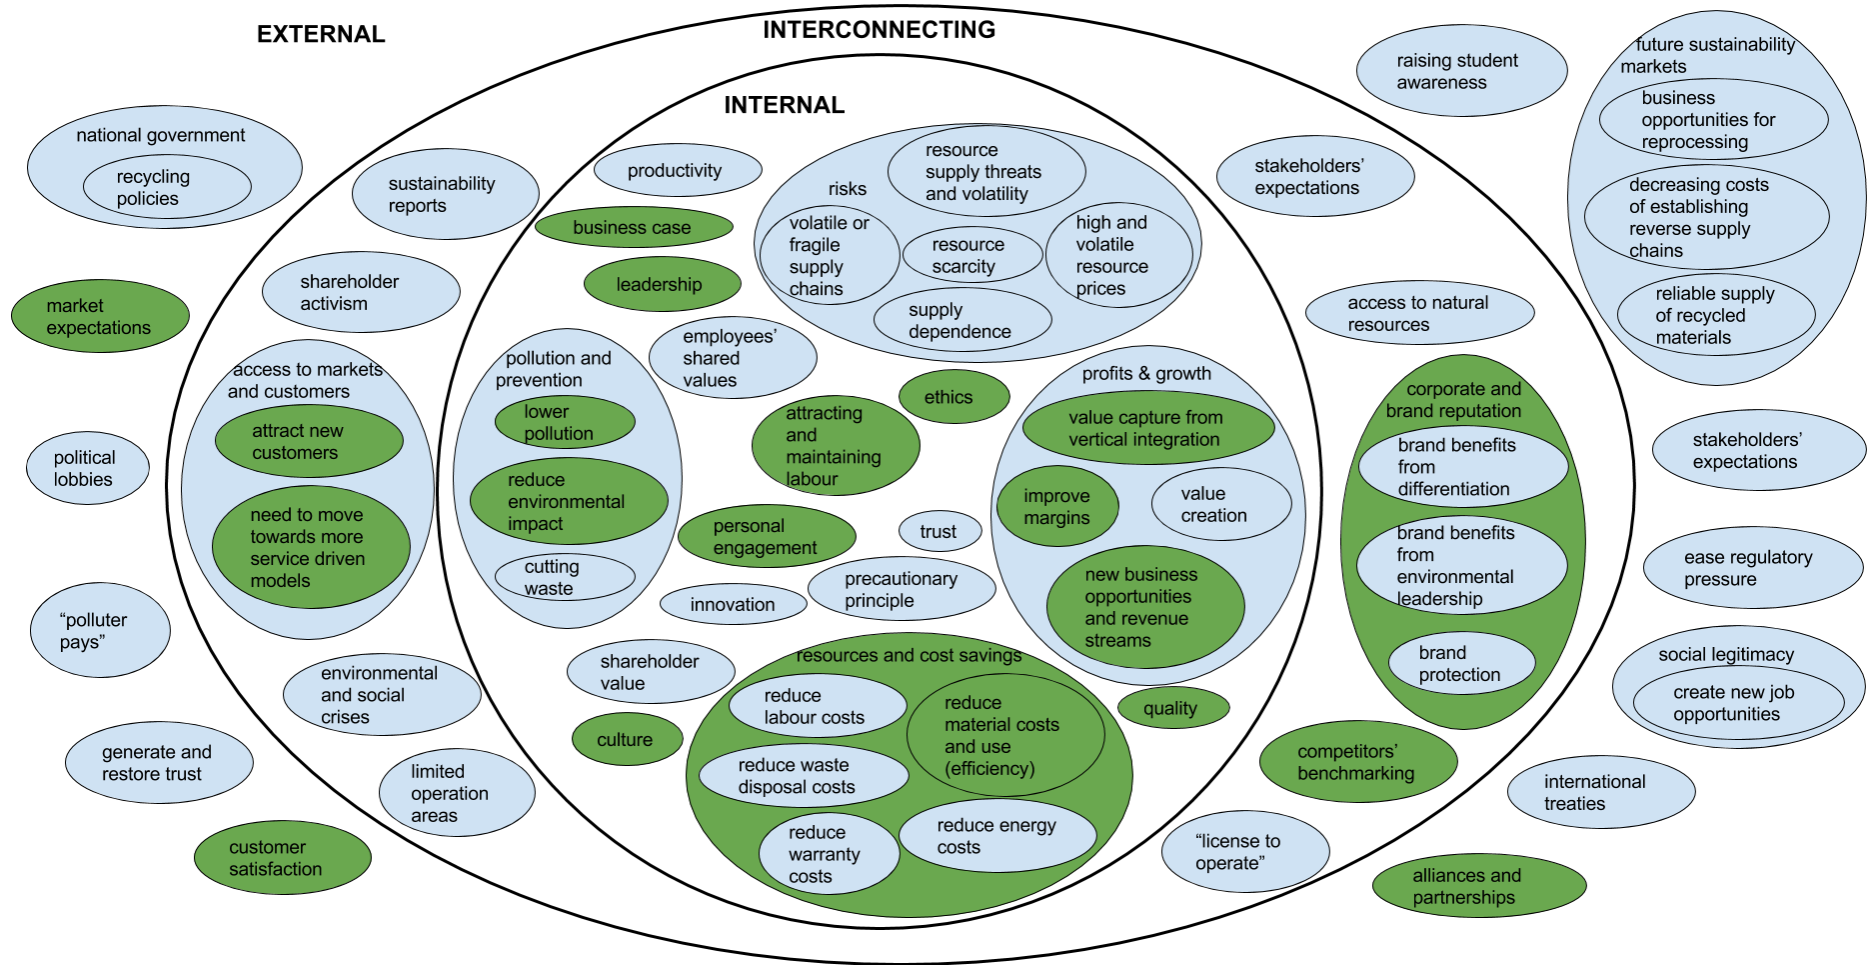 EXTERNAL
INTERCONNECTING
INTERNAL
national government
recycling
policies
market
expectations
political
lobbies
“polluter
pays”
generate and
restore trust
customer
satisfaction
sustainability
reports
shareholder
activism
access to markets
and customers
attract new
customers
need to move
towards more
service driven
models
environmental
and social
crises
limited
operation
areas
productivity
business case
leadership
employees’
shared
values
pollution and
prevention
lower
pollution
reduce
environmental
impact
cutting
waste
risks
resource
supply threats
and volatility
volatile or
fragile
supply
chains
resource
scarcity
high and
volatile
resource
prices
supply
dependence
ethics
attracting
and
maintaining
labour
personal
engagement
trust
innovation
precautionary
principle
shareholder
value
culture
profits & growth
value capture from
vertical integration
improve
margins
value
creation
new business
opportunities
and revenue
streams
resources and cost savings
reduce
labour costs
reduce
material costs
and use
(efficiency)
reduce waste
disposal costs
reduce
warranty
costs
reduce energy
costs
quality
stakeholders’
expectations
access to natural
resources
corporate and
brand reputation
brand benefits
from
differentiation
brand benefits
from
environmental
leadership
brand
protection
competitors’
benchmarking
“license to
operate”
raising student
awareness
future sustainability
markets
business
opportunities for
reprocessing
decreasing costs
of establishing
reverse supply
chains
reliable supply
of recycled
materials
stakeholders’
expectations
ease regulatory
pressure
social legitimacy
create new job
opportunities
international
treaties
alliances and
partnerships